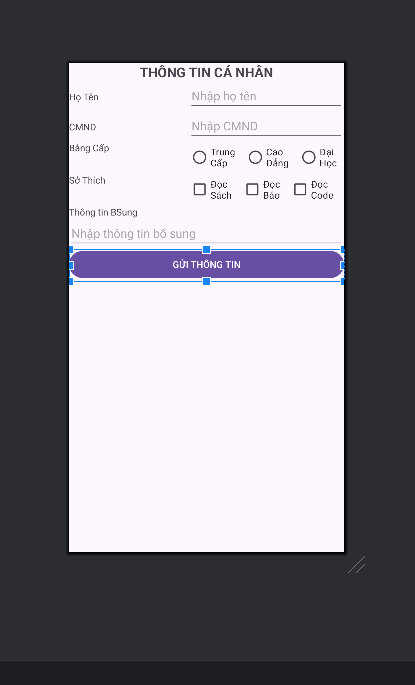 THÔNG TIN CÁ NHÂN
Họ Tên
Nhập họ tên
CMND
Nhập CMND
Bằng Cấp
Trung Cấp
Cao Đẳng
Đại Học
Sở Thích
Đọc Sách
Đọc Báo
Đọc Code
Thông tin BSung
Nhập thông tin bổ sung
GỬI THÔNG TIN